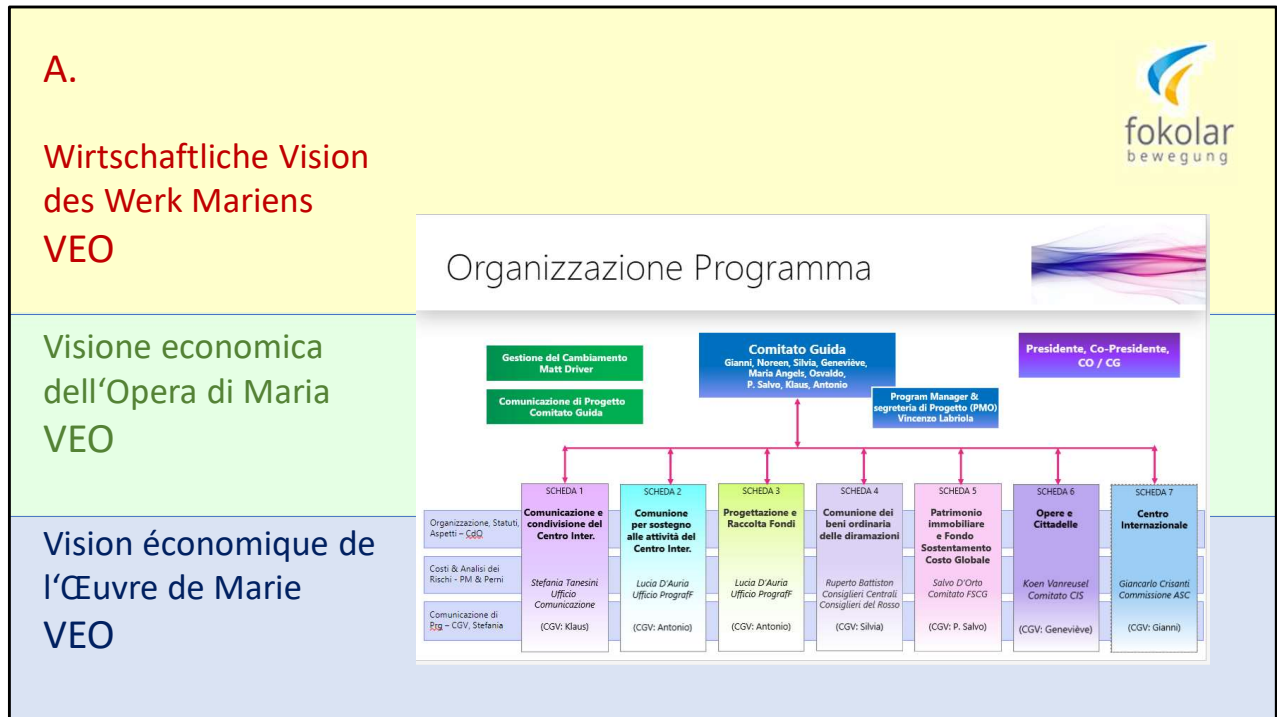 A.
Wirtschaftliche Vision
des Werk Mariens
VEO
fokolar
bewegung
Visione economica
dell‘Opera di Maria
VEO
Vision économique de
l‘Œuvre de Marie
VEO
Organizzazione Programma
Gestione del Cambiamento
Matt Driver
Comunicazione di Progetto
Comitato Guida
Comitato Guida
Gianni, Noreen, Silvia, Geneviève,
Maria Angels, Osvaldo,
P. Salvo, Klaus, Antonio
Program Manager &
segreteria di Progetto (PMO)
Vincenzo Labriola
Presidente, Co-Presidente,
CO / CG
Organizzazione, Statuti,
Aspetti – CdO
Costi & Analisi dei
Rischi - PM & Perni
Comunicazione di
Prg – CGV, Stefania
SCHEDA 1
Comunicazione e
condivisione del
Centro Inter.
Stefania Tanesini
Ufficio
Comunicazione
(CGV: Klaus)
SCHEDA 2
Comunione
per sostegno
alle attività del
Centro Inter.
Lucia D'Auria
Ufficio PrografF
(CGV: Antonio)
SCHEDA 3
Progettazione e
Raccolta Fondi
Lucia D'Auria
Ufficio PrografF
(CGV: Antonio)
SCHEDA 4
Comunione dei
beni ordinaria
delle diramazioni
Ruperto Battiston
Consiglieri Centrali
Consiglieri del Rosso
(CGV: Silvia)
SCHEDA 5
Patrimonio
immobiliare
e Fondo
Sostentamento
Costo Globale
Salvo D'Orto
Comitato FSCG
(CGV: P. Salvo)
SCHEDA 6
Opere e
Cittadelle
Koen Vanreusel
Comitato CIS
(CGV: Geneviève)
SCHEDA 7
Centro
Internazionale
Giancarlo Crisanti
Commissione ASC
(CGV: Gianni)